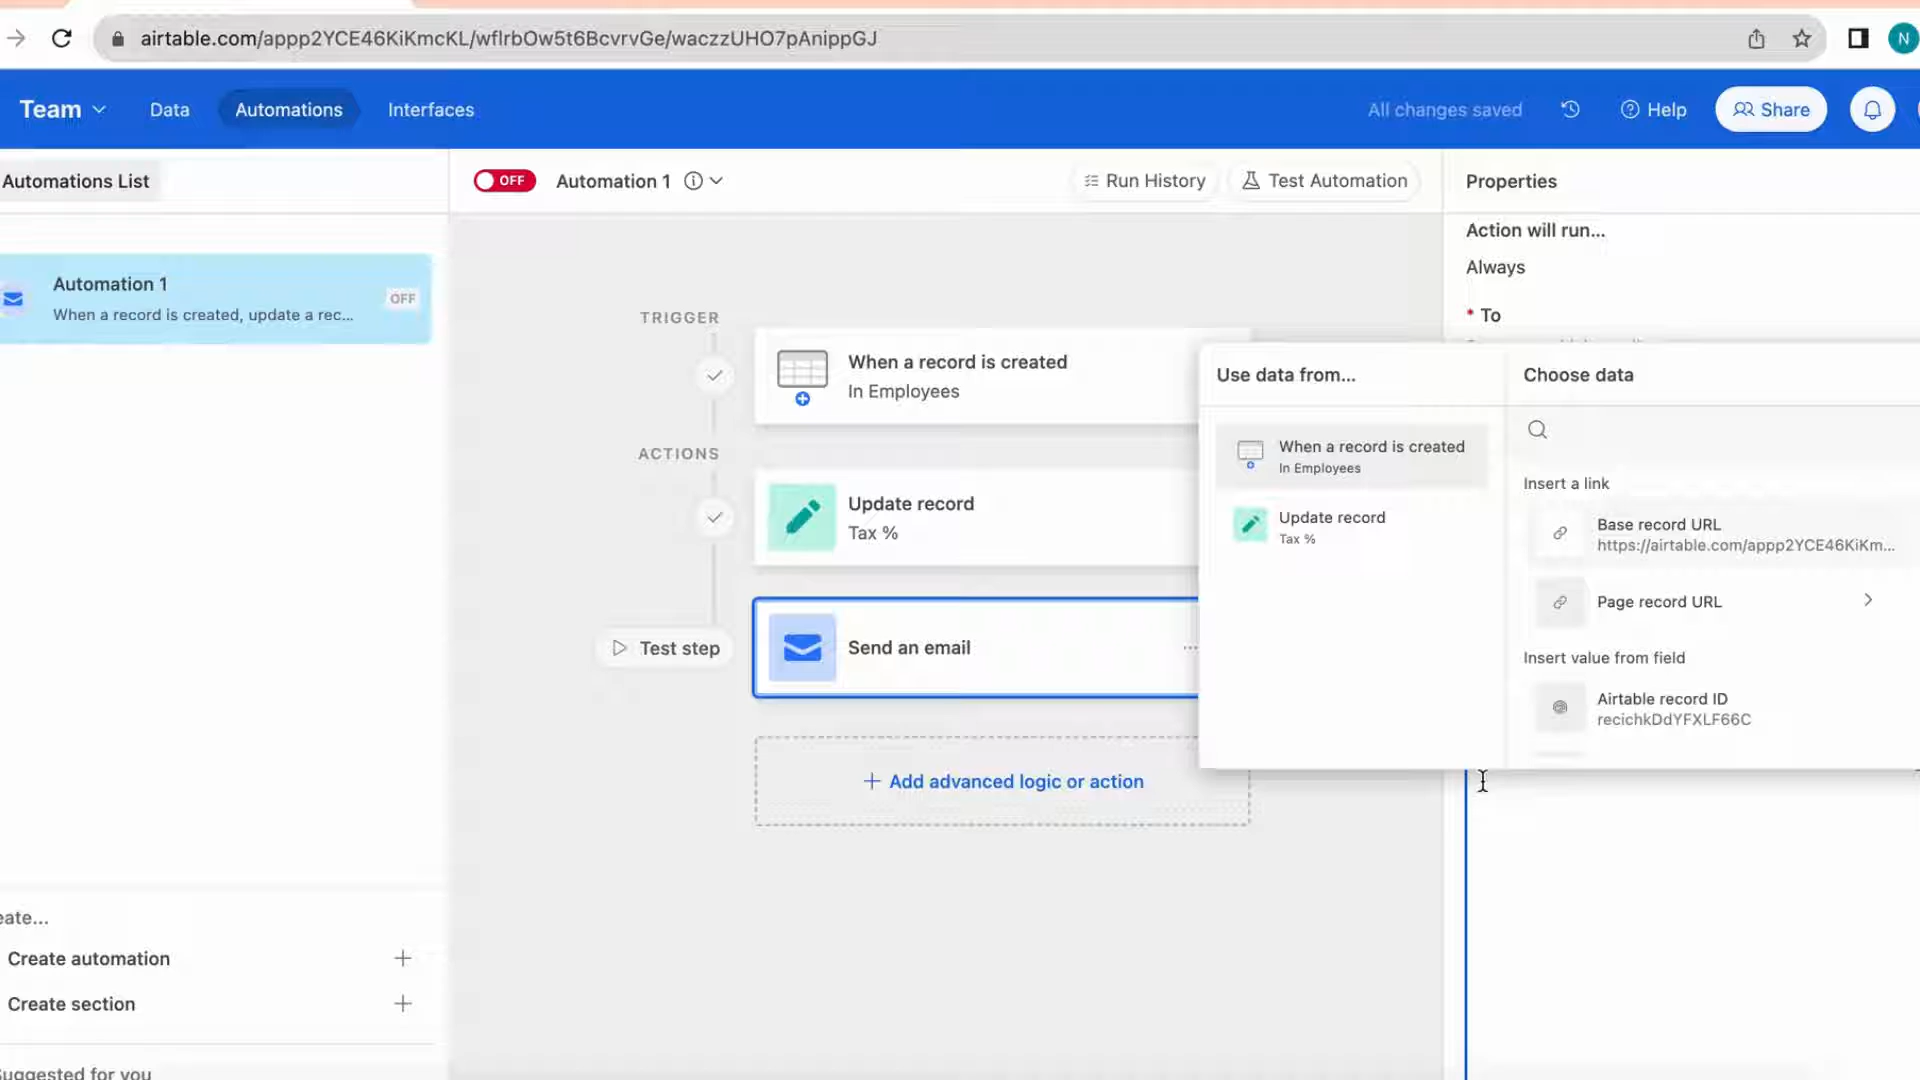 airtable.com/appp2YCE46KiKmcKL/wflrbOw5t6BcvrvGe/waczzUHO7pAnippGJ
N
Team
Data
Automations
Interfaces
All changes saved
Help
Share
Automations List
OFF
Automation 1
Run History
Test Automation
Properties
Automation 1
When a record is created, update a rec...
OFF
TRIGGER
When a record is created
In Employees
ACTIONS
Update record
Tax %
Test step
Send an email
+ Add advanced logic or action
Action will run...
Always
* To
Use data from...
Choose data
When a record is created
In Employees
Update record
Tax %
Insert a link
Base record URL
https://airtable.com/appp2YCE46KiKm...
Page record URL
Insert value from field
Airtable record ID
recichkDdYFXLF66C
eate...
Create automation
Create section
Suggested for you